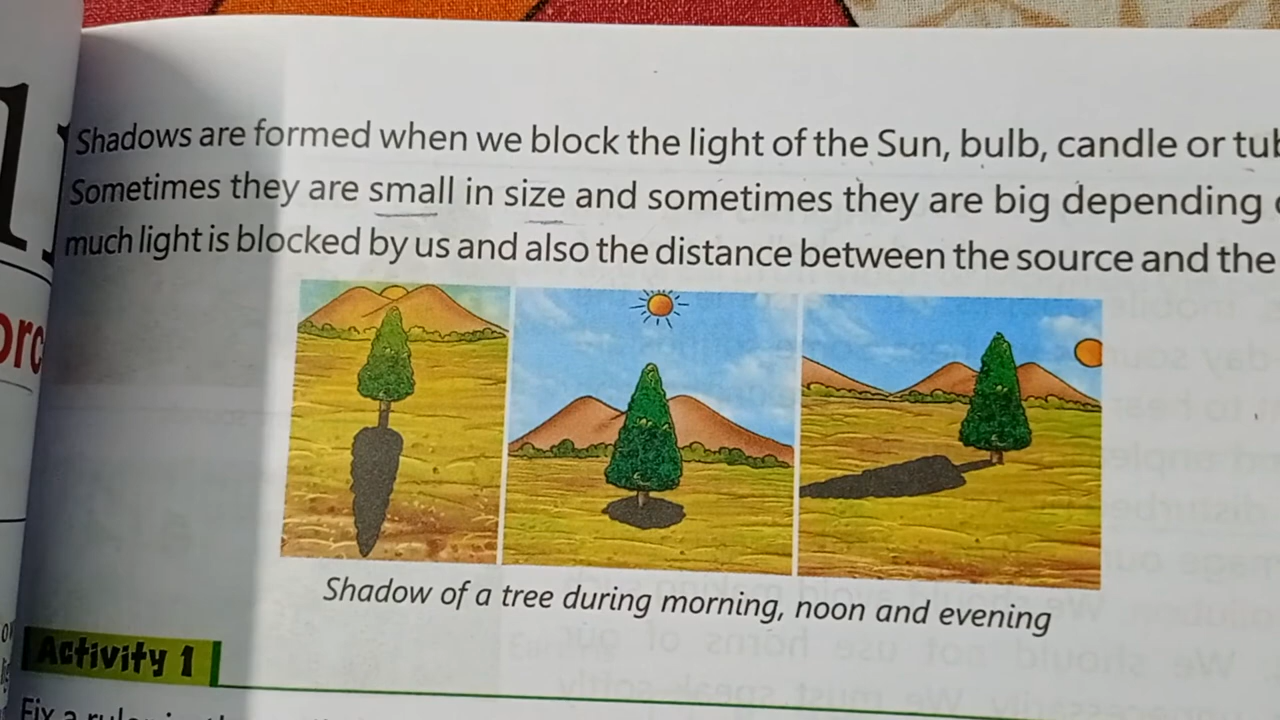 Shadows are formed when we block the light of the Sun, bulb, candle or
Sometimes they are small in size and sometimes they are big depending
much light is blocked by us and also the distance between the source and the
Shadow of a tree during morning, noon and evening
Activity 1
Fix a